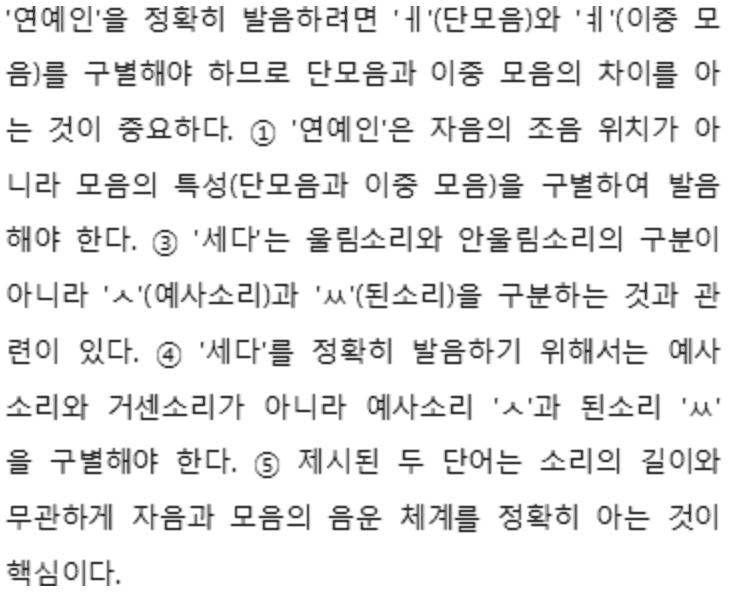 '연예인'을 정확히 발음하려면 'ㅔ'(단모음)와 'ㅖ'(이중 모
음)를 구별해야 하므로 단모음과 이중 모음의 차이를 아
는 것이 중요하다. ① '연예인'은 자음의 조음 위치가 아
니라 모음의 특성(단모음과 이중 모음)을 구별하여 발음
해야 한다. ③ '세다'는 울림소리와 안울림소리의 구분이
아니라 'ㅅ'(예사소리)과 'ㅆ'(된소리)을 구분하는 것과 관
련이 있다. ④ '세다'를 정확히 발음하기 위해서는 예사
소리와 거센소리가 아니라 예사소리 'ㅅ'과 된소리 'ㅆ'
을 구별해야 한다. ⑤ 제시된 두 단어는 소리의 길이와
무관하게 자음과 모음의 음운 체계를 정확히 아는 것이
핵심이다.